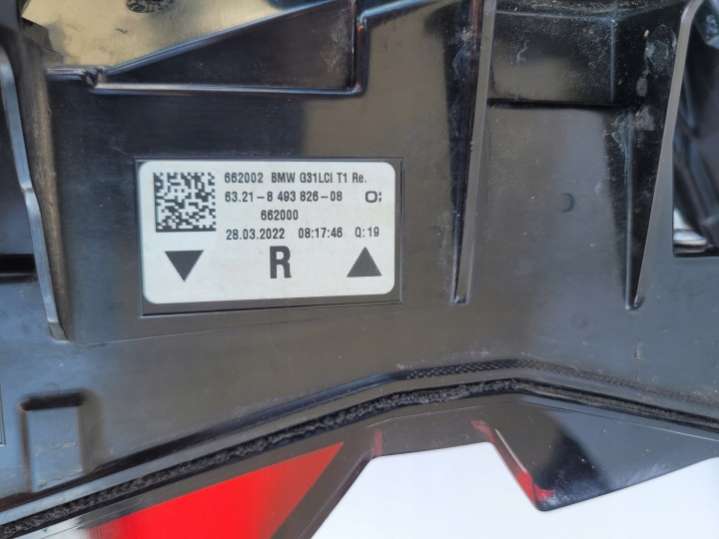 662002 BMW G31LCI T1 Re.
63.21-8 493 826-08 O:
662000
28.03.2022 08:17:46 Q:19
R